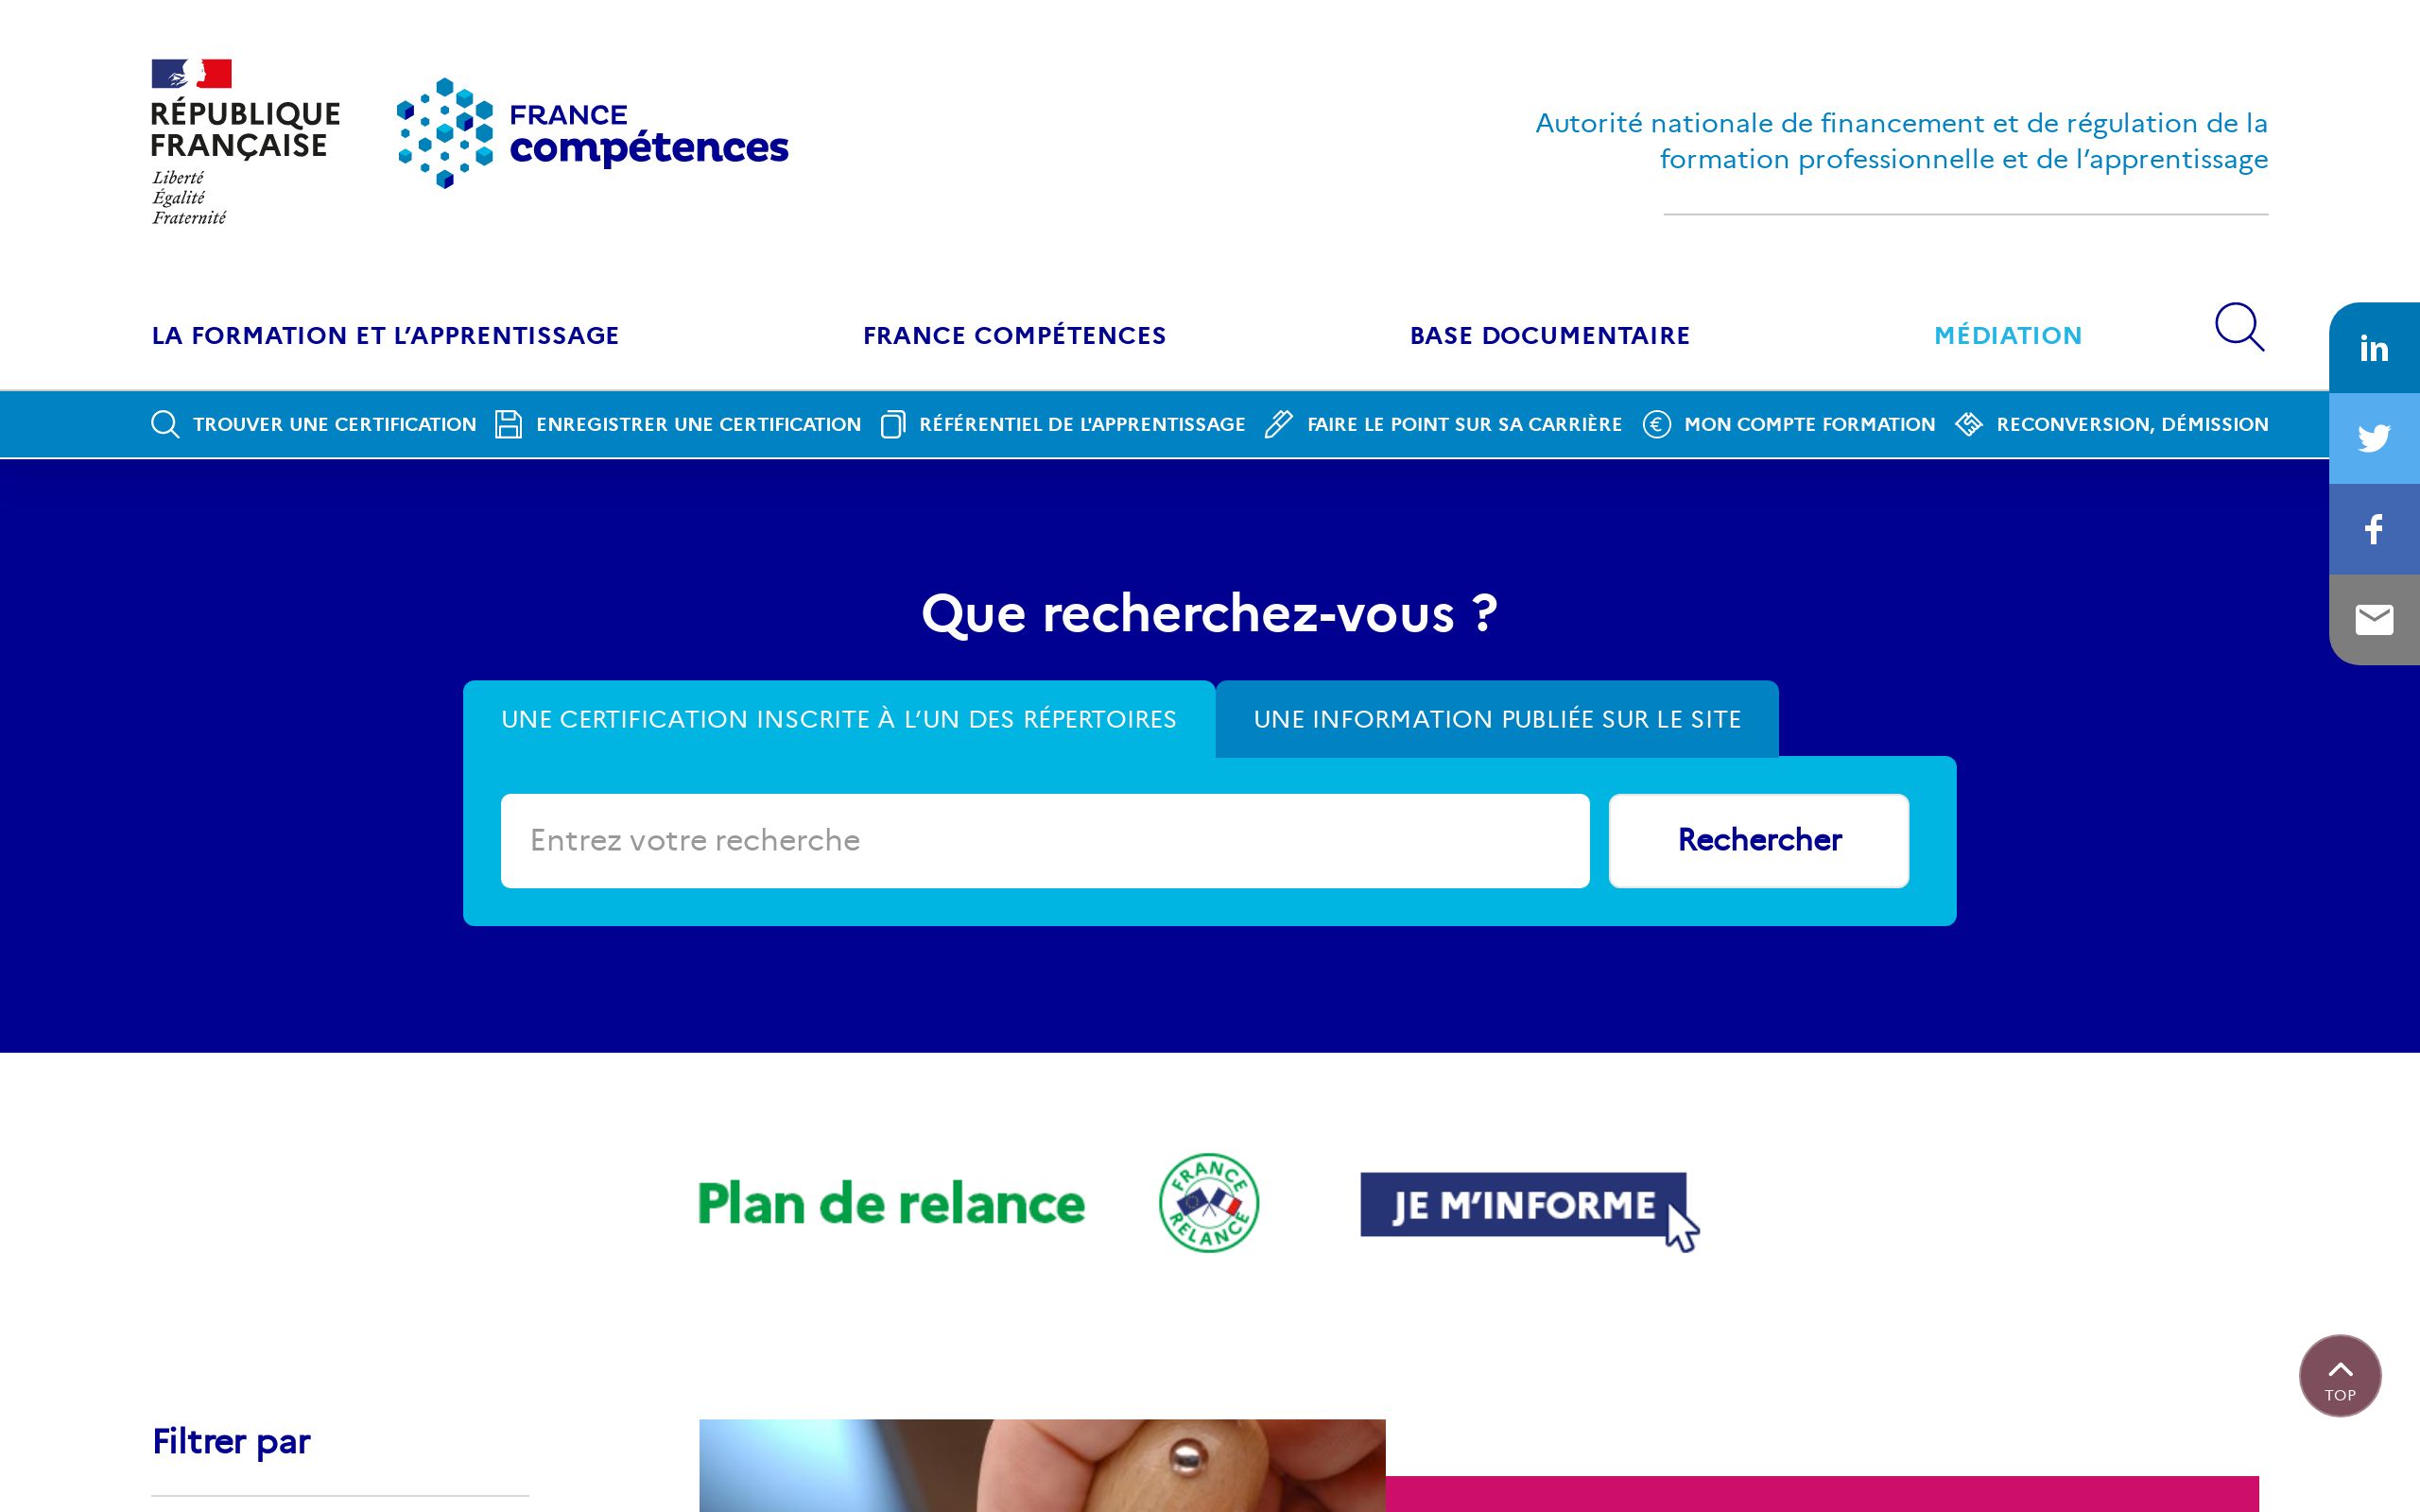 RÉPUBLIQUE
FRANÇAISE
Liberté
Égalité
Fraternité
FRANCE
compétences
Autorité nationale de financement et de régulation de la
formation professionnelle et de l’apprentissage
LA FORMATION ET L’APPRENTISSAGE
FRANCE COMPÉTENCES
BASE DOCUMENTAIRE
MÉDIATION
in
TROUVER UNE CERTIFICATION
ENREGISTRER UNE CERTIFICATION
RÉFÉRENTIEL DE L'APPRENTISSAGE
FAIRE LE POINT SUR SA CARRIÈRE
MON COMPTE FORMATION
RECONVERSION, DÉMISSION
Que recherchez-vous ?
UNE CERTIFICATION INSCRITE À L’UN DES RÉPERTOIRES
UNE INFORMATION PUBLIÉE SUR LE SITE
Entrez votre recherche
Rechercher
Plan de relance
FRANCE
RELANCE
JE M’INFORME
TOP
Filtrer par